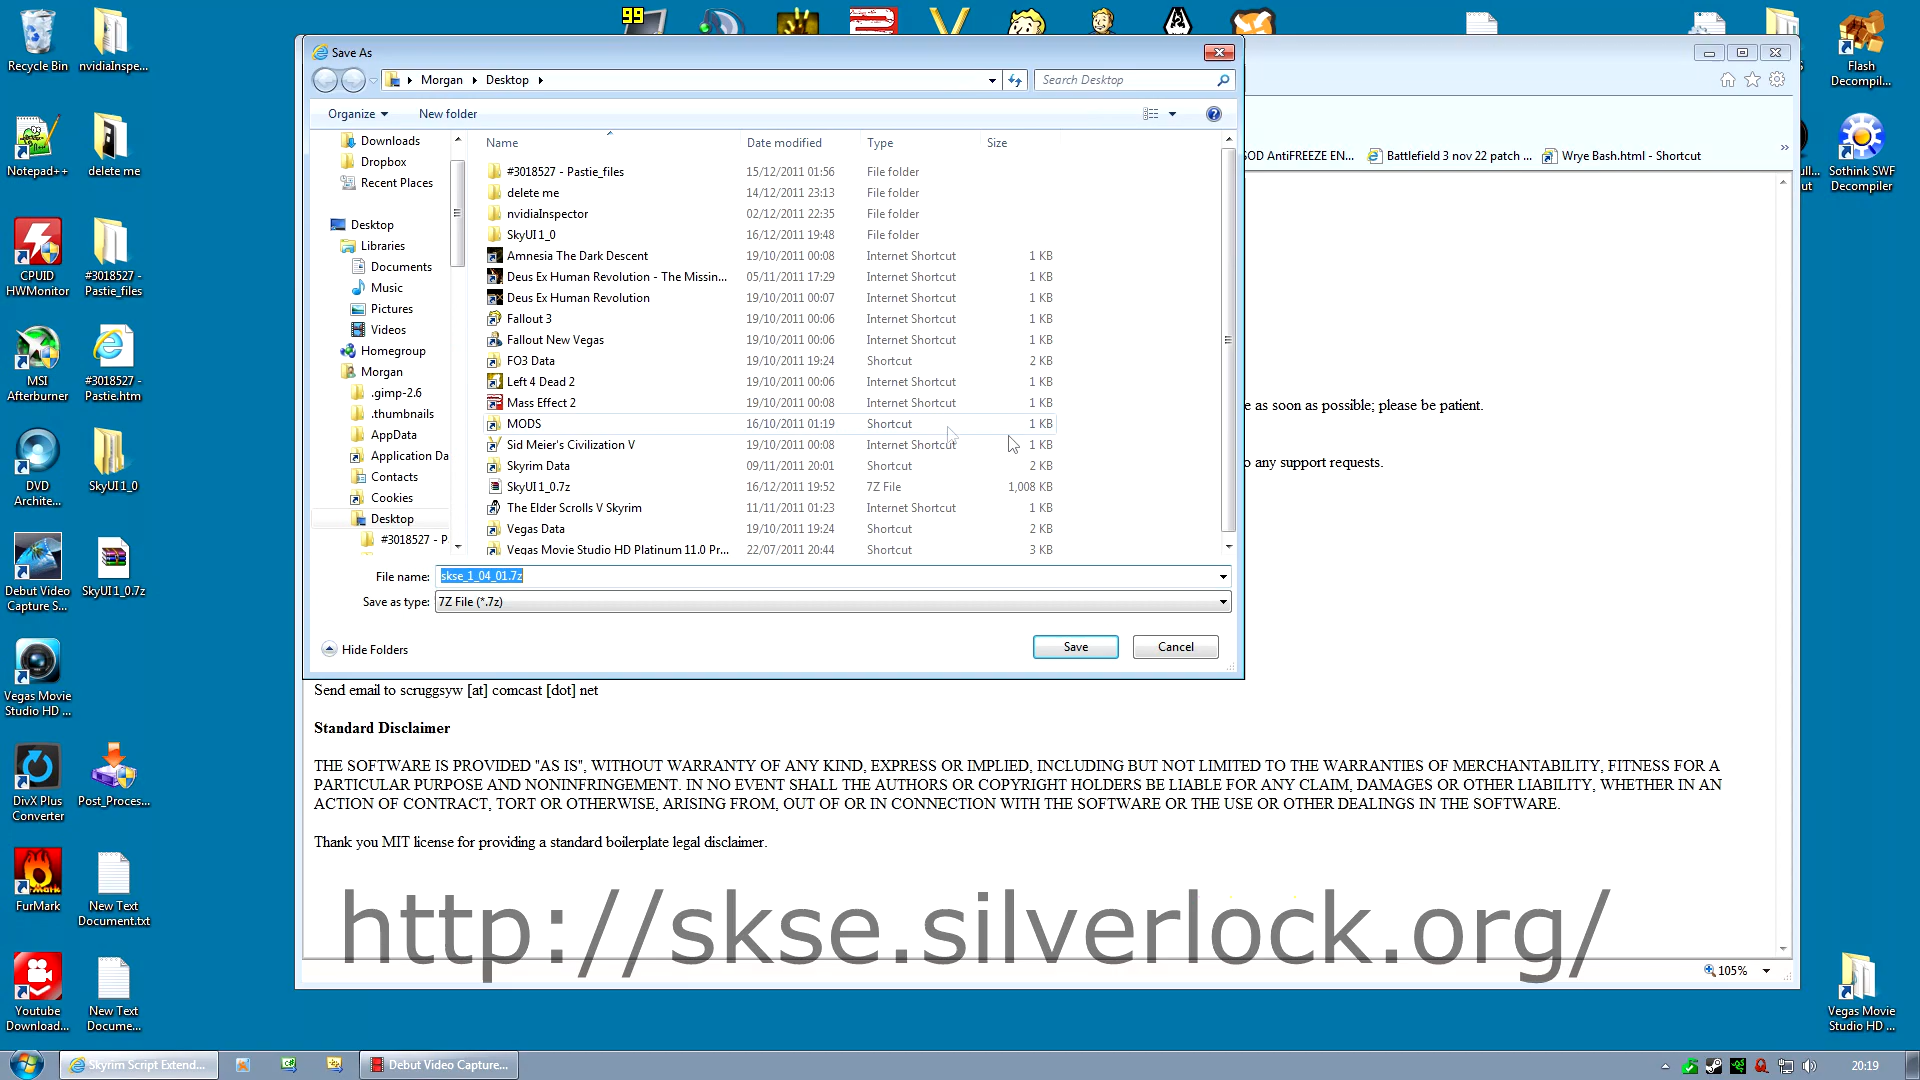 99
Recycle Bin
nvidiaInspe...
Notepad++
delete me
CPUID HWMonitor
#3018527 - Pastie_files
MSI Afterburner
#3018527 - Pastie.htm
DVD Archite...
SkyUI 1_0
Debut Video Capture S...
SkyUI 1_0.7z
Vegas Movie Studio HD ...
DivX Plus Converter
Post_Proces...
FurMark
New Text Document.txt
Youtube Download...
New Text Docume...
Flash Decompil...
Sothink SWF Decompiler
Vegas Movie Studio HD ...
Save As
Morgan Desktop
Search Desktop
Organize New folder
Downloads
Dropbox
Recent Places
Desktop
Libraries
Documents
Music
Pictures
Videos
Homegroup
Morgan
.gimp-2.6
.thumbnails
AppData
Application Da
Contacts
Cookies
Desktop
#3018527 - P
Name Date modified Type Size
#3018527 - Pastie_files 15/12/2011 01:56 File folder
delete me 14/12/2011 23:13 File folder
nvidiaInspector 02/12/2011 22:35 File folder
SkyUI 1_0 16/12/2011 19:48 File folder
Amnesia The Dark Descent 19/10/2011 00:08 Internet Shortcut 1 KB
Deus Ex Human Revolution - The Missin... 05/11/2011 17:29 Internet Shortcut 1 KB
Deus Ex Human Revolution 19/10/2011 00:07 Internet Shortcut 1 KB
Fallout 3 19/10/2011 00:06 Internet Shortcut 1 KB
Fallout New Vegas 19/10/2011 00:06 Internet Shortcut 1 KB
FO3 Data 19/10/2011 19:24 Shortcut 2 KB
Left 4 Dead 2 19/10/2011 00:06 Internet Shortcut 1 KB
Mass Effect 2 19/10/2011 00:08 Internet Shortcut 1 KB
MODS 16/10/2011 01:19 Shortcut 1 KB
Sid Meier's Civilization V 19/10/2011 00:08 Internet Shortcut 1 KB
Skyrim Data 09/11/2011 20:01 Shortcut 2 KB
SkyUI 1_0.7z 16/12/2011 19:52 7Z File 1,008 KB
The Elder Scrolls V Skyrim 11/11/2011 01:23 Internet Shortcut 1 KB
Vegas Data 19/10/2011 19:24 Shortcut 2 KB
Vegas Movie Studio HD Platinum 11.0 Pr... 22/07/2011 20:44 Shortcut 3 KB
File name: skse_1_04_01.7z
Save as type: 7Z File (*.7z)
Hide Folders
Save Cancel
OD AntiFREEZE EN... Battlefield 3 nov 22 patch ... Wrye Bash.html - Shortcut
e as soon as possible; please be patient.
o any support requests.
Send email to scruggsyw [at] comcast [dot] net
Standard Disclaimer
THE SOFTWARE IS PROVIDED "AS IS", WITHOUT WARRANTY OF ANY KIND, EXPRESS OR IMPLIED, INCLUDING BUT NOT LIMITED TO THE WARRANTIES OF MERCHANTABILITY, FITNESS FOR A
PARTICULAR PURPOSE AND NONINFRINGEMENT. IN NO EVENT SHALL THE AUTHORS OR COPYRIGHT HOLDERS BE LIABLE FOR ANY CLAIM, DAMAGES OR OTHER LIABILITY, WHETHER IN AN
ACTION OF CONTRACT, TORT OR OTHERWISE, ARISING FROM, OUT OF OR IN CONNECTION WITH THE SOFTWARE OR THE USE OR OTHER DEALINGS IN THE SOFTWARE.
Thank you MIT license for providing a standard boilerplate legal disclaimer.
http://skse.silverlock.org/
105%
Skyrim Script Extend...
Debut Video Capture...
20:19